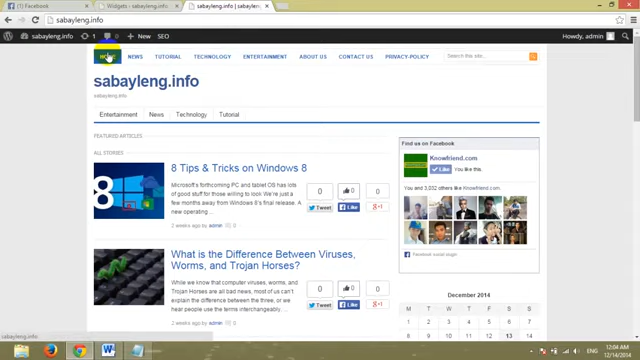 (1) Facebook
Widgets - sabayleng.info
sabayleng.info | sabayleng
sabayleng.info
sabayleng.info
1
0
New
SEO
Howdy, admin
NEWS
TUTORIAL
TECHNOLOGY
ENTERTAINMENT
ABOUT US
CONTACT US
PRIVACY-POLICY
Search this site...
sabayleng.info
sabayleng.info
Entertainment
News
Technology
Tutorial
FEATURED ARTICLES
ALL STORIES
8 Tips & Tricks on Windows 8
Microsoft's forthcoming PC and tablet OS has lots
of good stuff for those willing to lock We're just a
few months away from Windows 8's final release. A
new operating ...
0
0
0
Tweet
Like
+1
2 weeks ago by admin
0
What is the Difference Between Viruses,
Worms, and Trojan Horses?
While we know that computer viruses, worms, and
Trojan Horses are all bad news, most of us can't
explain the difference between the three, or we
hear people use the terms interchangeably. ...
0
0
0
Tweet
Like
+1
2 weeks ago by admin
0
Find us on Facebook
Knowfriend.com
Like
You like this.
You and 3,032 others like Knowfriend.com.
Facebook social plugin
December 2014
M T W T F S S
1 2 3 4 5 6 7
8 9 10 11 12 13 14
sabayleng.info
12:04 AM
12/14/2014